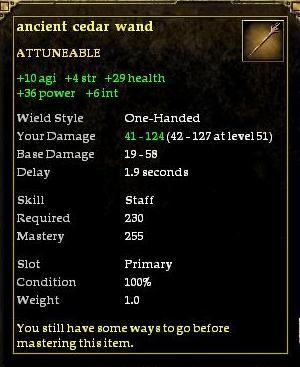 ancient cedar wand
ATTUNEABLE
+10 agi +4 str +29 health
+36 power +6 int
Wield Style One-Handed
Your Damage 41 - 124 (42 - 127 at level 51)
Base Damage 19 - 58
Delay 1.9 seconds
Skill Staff
Required 230
Mastery 255
Slot Primary
Condition 100%
Weight 1.0
You still have some ways to go before
mastering this item.